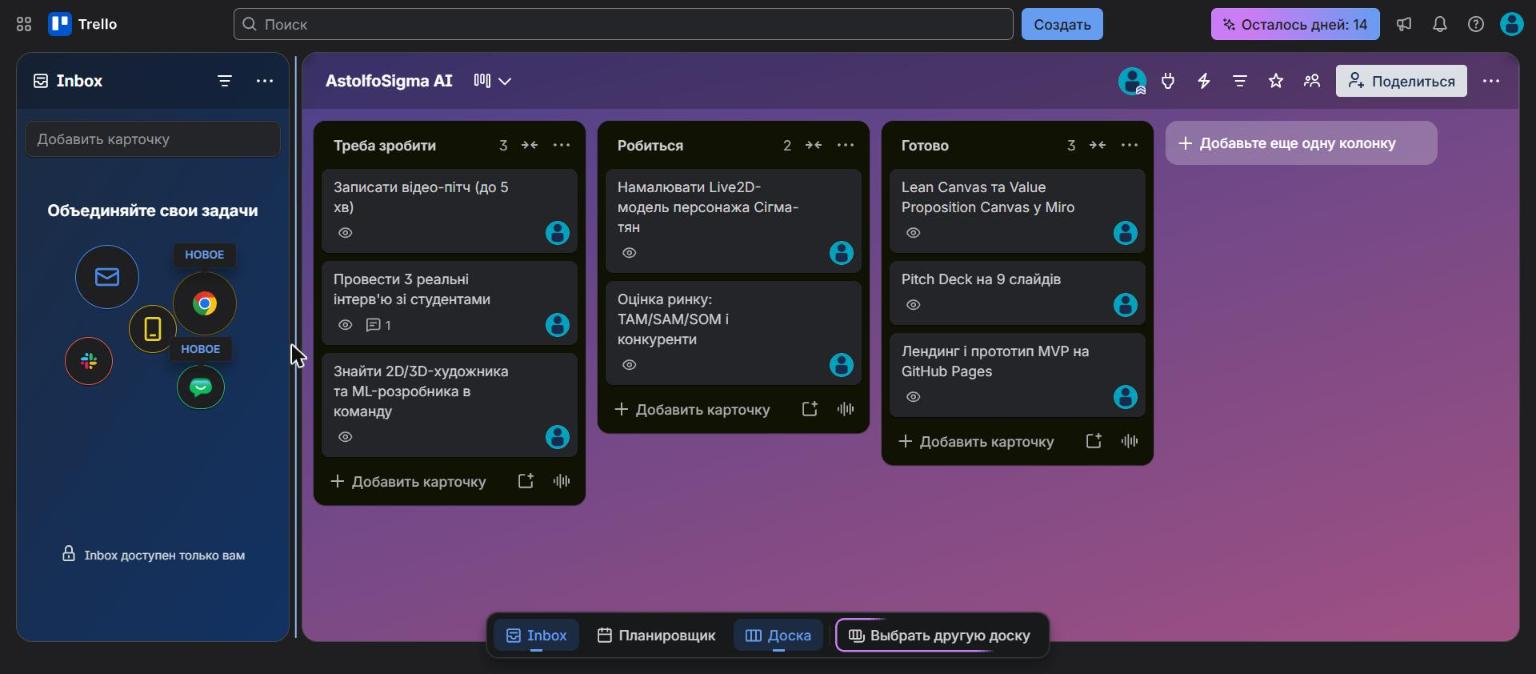 Trello
Поиск
Создать
Осталось дней: 14
Inbox
Добавить карточку
Объединяйте свои задачи
НОВОЕ
НОВОЕ
Inbox доступен только вам
AstolfoSigma AI
Поделиться
Треба зробити 3
Записати відео-пітч (до 5
хв)
Провести 3 реальні
інтерв'ю зі студентами
1
Знайти 2D/3D-художника
та ML-розробника в
команду
Добавить карточку
Робиться 2
Намалювати Live2D-
модель персонажа Сігма-
тян
Оцінка ринку:
TAM/SAM/SOM і
конкуренти
Добавить карточку
Готово 3
Lean Canvas та Value
Proposition Canvas у Miro
Pitch Deck на 9 слайдів
Лендинг і прототип MVP на
GitHub Pages
Добавить карточку
Добавьте еще одну колонку
Inbox
Планировщик
Доска
Выбрать другую доску